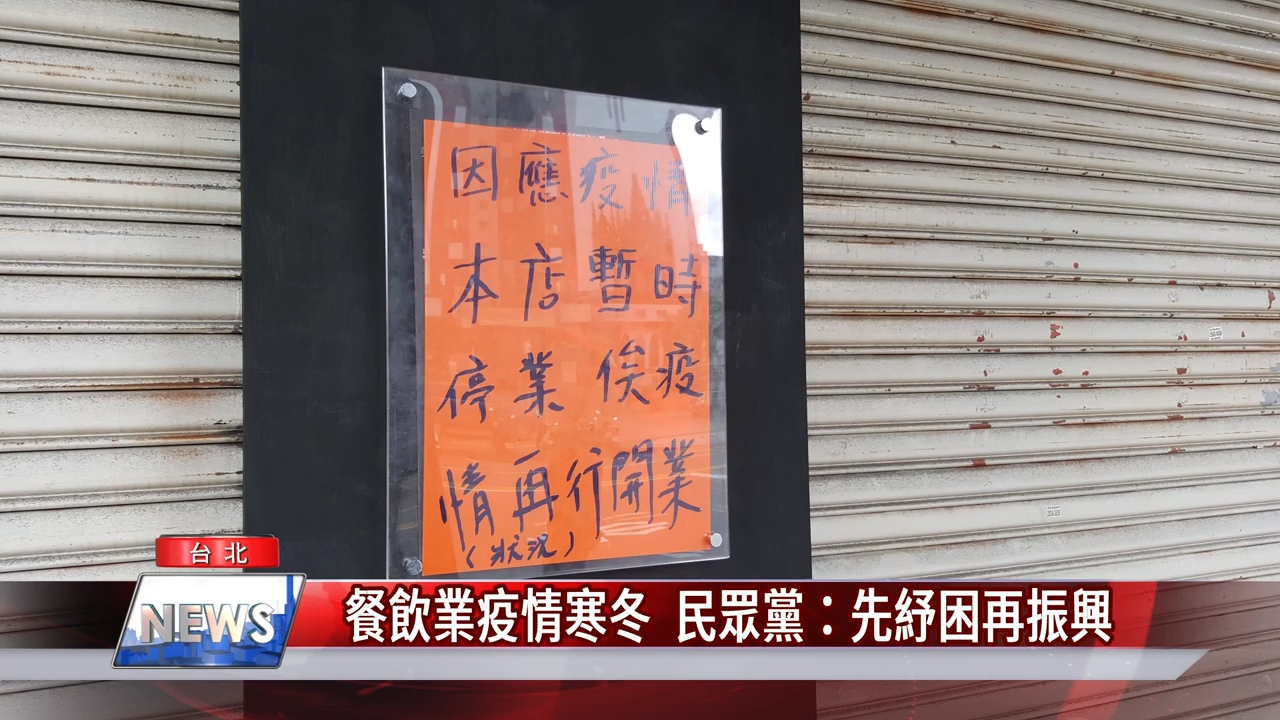 因應疫情
本店暫時
停業 俟疫
情再行開業
(狀況)
台北
NEWS
餐飲業疫情寒冬 民眾黨：先紓困再振興